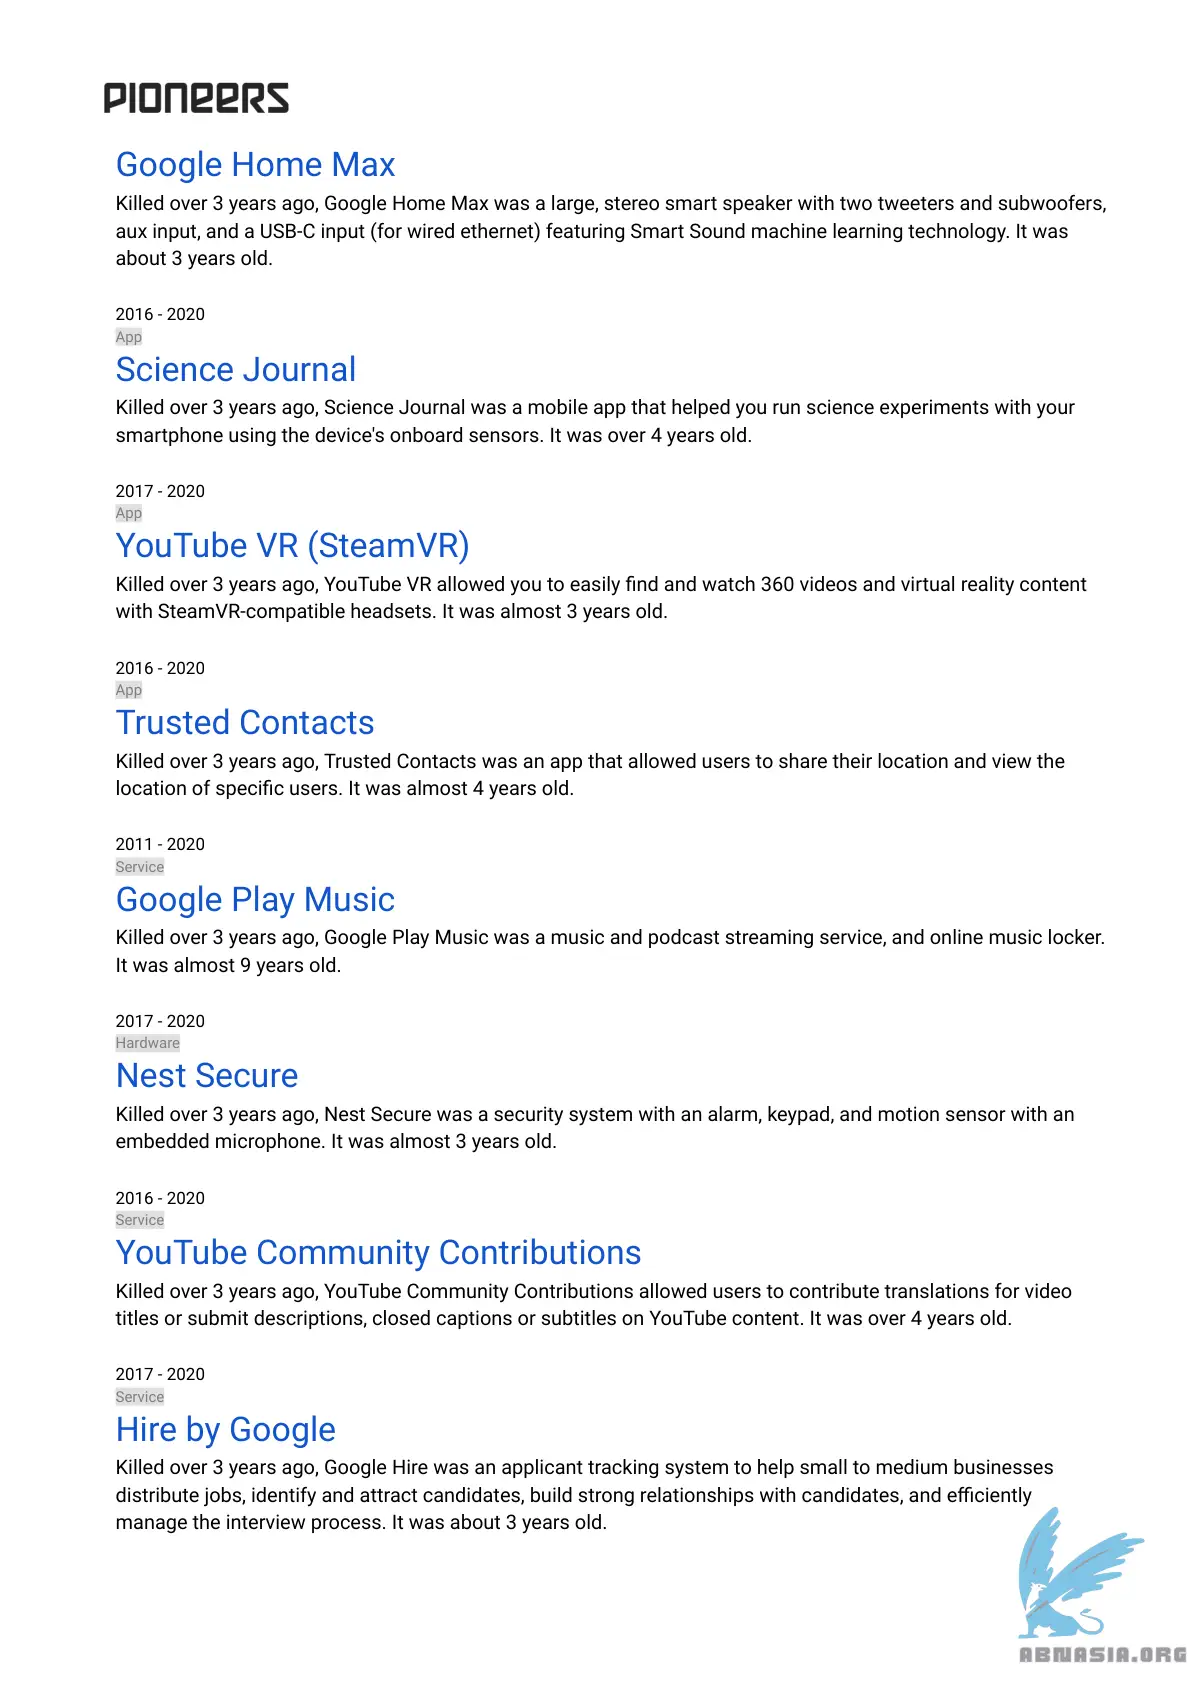 PIONEERS
Google Home Max
Killed over 3 years ago, Google Home Max was a large, stereo smart speaker with two tweeters and subwoofers,
aux input, and a USB-C input (for wired ethernet) featuring Smart Sound machine learning technology. It was
about 3 years old.
2016 - 2020
App
Science Journal
Killed over 3 years ago, Science Journal was a mobile app that helped you run science experiments with your
smartphone using the device's onboard sensors. It was over 4 years old.
2017 - 2020
App
YouTube VR (SteamVR)
Killed over 3 years ago, YouTube VR allowed you to easily find and watch 360 videos and virtual reality content
with SteamVR-compatible headsets. It was almost 3 years old.
2016 - 2020
App
Trusted Contacts
Killed over 3 years ago, Trusted Contacts was an app that allowed users to share their location and view the
location of specific users. It was almost 4 years old.
2011 - 2020
Service
Google Play Music
Killed over 3 years ago, Google Play Music was a music and podcast streaming service, and online music locker.
It was almost 9 years old.
2017 - 2020
Hardware
Nest Secure
Killed over 3 years ago, Nest Secure was a security system with an alarm, keypad, and motion sensor with an
embedded microphone. It was almost 3 years old.
2016 - 2020
Service
YouTube Community Contributions
Killed over 3 years ago, YouTube Community Contributions allowed users to contribute translations for video
titles or submit descriptions, closed captions or subtitles on YouTube content. It was over 4 years old.
2017 - 2020
Service
Hire by Google
Killed over 3 years ago, Google Hire was an applicant tracking system to help small to medium businesses
distribute jobs, identify and attract candidates, build strong relationships with candidates, and efficiently
manage the interview process. It was about 3 years old.
ABNASIA.ORG